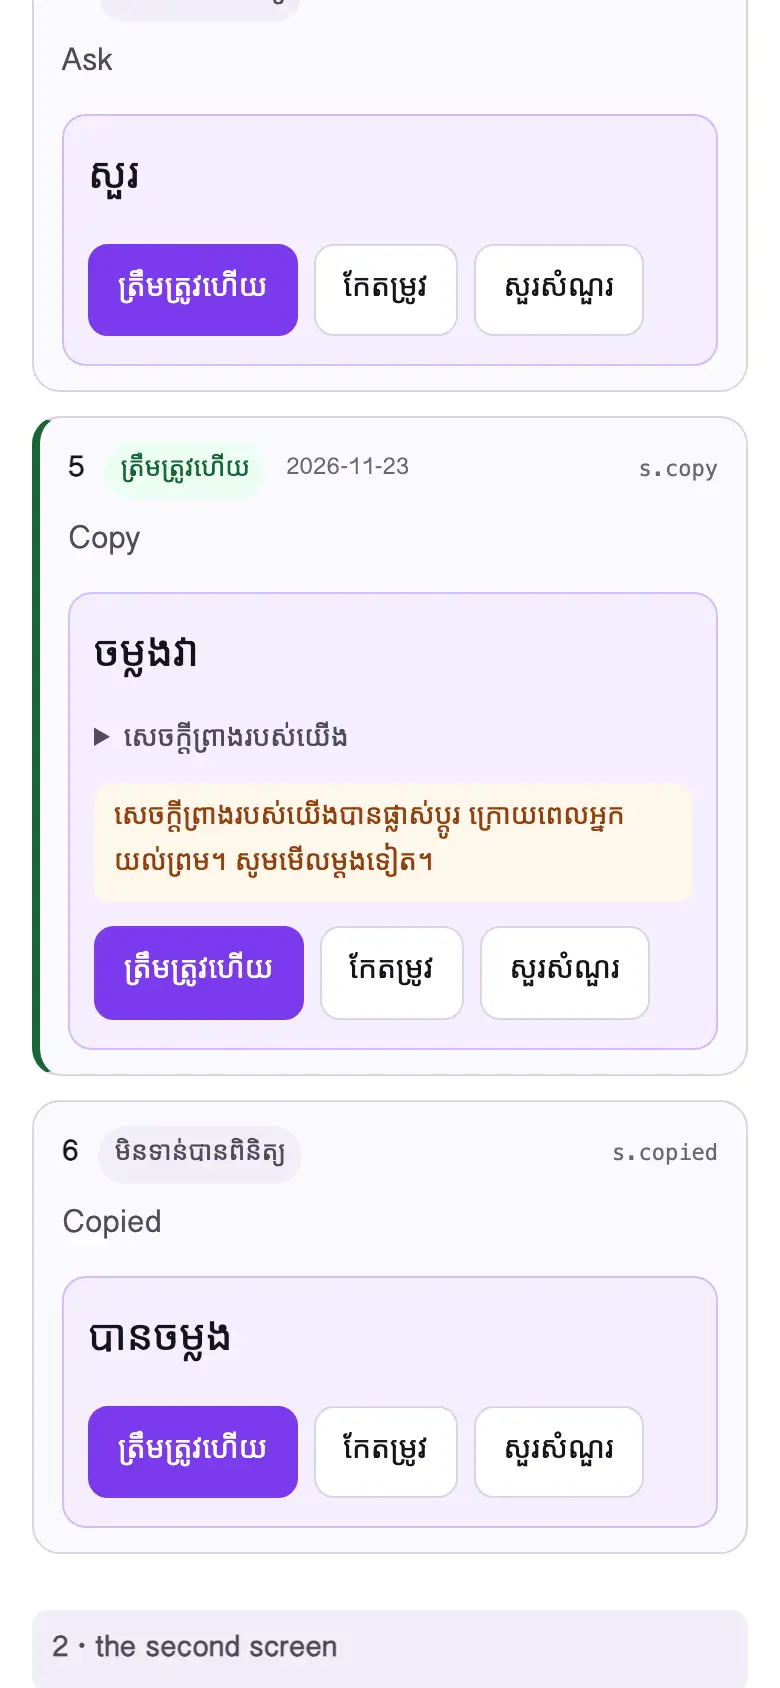 Ask
សួរ
ត្រឹមត្រូវហើយ កែតម្រូវ សួរសំណួរ
5 ត្រឹមត្រូវហើយ 2026-11-23 s.copy
Copy
ចម្លងវា
▶ សេចក្តីព្រាងរបស់យើង
សេចក្តីព្រាងរបស់យើងបានផ្លាស់ប្តូរ ក្រោយពេលអ្នក
យល់ព្រម។ សូមមើលម្តងទៀត។
ត្រឹមត្រូវហើយ កែតម្រូវ សួរសំណួរ
6 មិនទាន់បានពិនិត្យ s.copied
Copied
បានចម្លង
ត្រឹមត្រូវហើយ កែតម្រូវ សួរសំណួរ
2 · the second screen